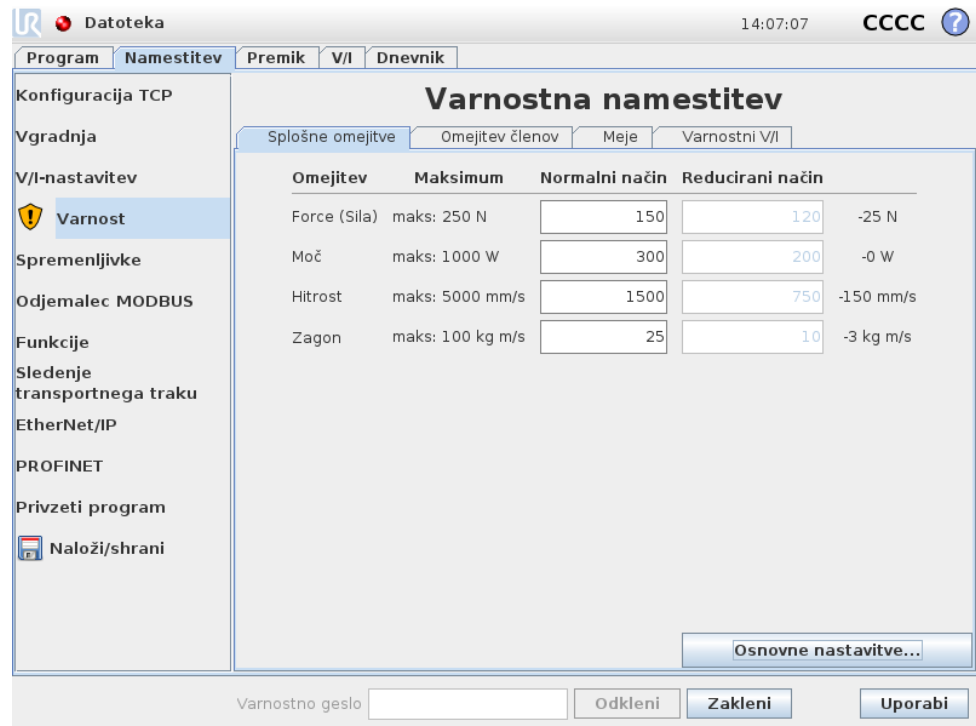 UR Datoteka 14:07:07 CCCC ?
Program Namestitev Premik V/I Dnevnik
Konfiguracija TCP
Vgradnja
V/I-nastavitev
Varnost
Spremenljivke
Odjemalec MODBUS
Funkcije
Sledenje
transportnega traku
EtherNet/IP
PROFINET
Privzeti program
Naloži/shrani
Varnostna namestitev
Splošne omejitve Omejitev členov Meje Varnostni V/I
Omejitev Maksimum Normalni način Reducirani način
Force (Sila) maks: 250 N 150 120 -25 N
Moč maks: 1000 W 300 200 -0 W
Hitrost maks: 5000 mm/s 1500 750 -150 mm/s
Zagon maks: 100 kg m/s 25 10 -3 kg m/s
Osnovne nastavitve...
Varnostno geslo Odkleni Zakleni Uporabi